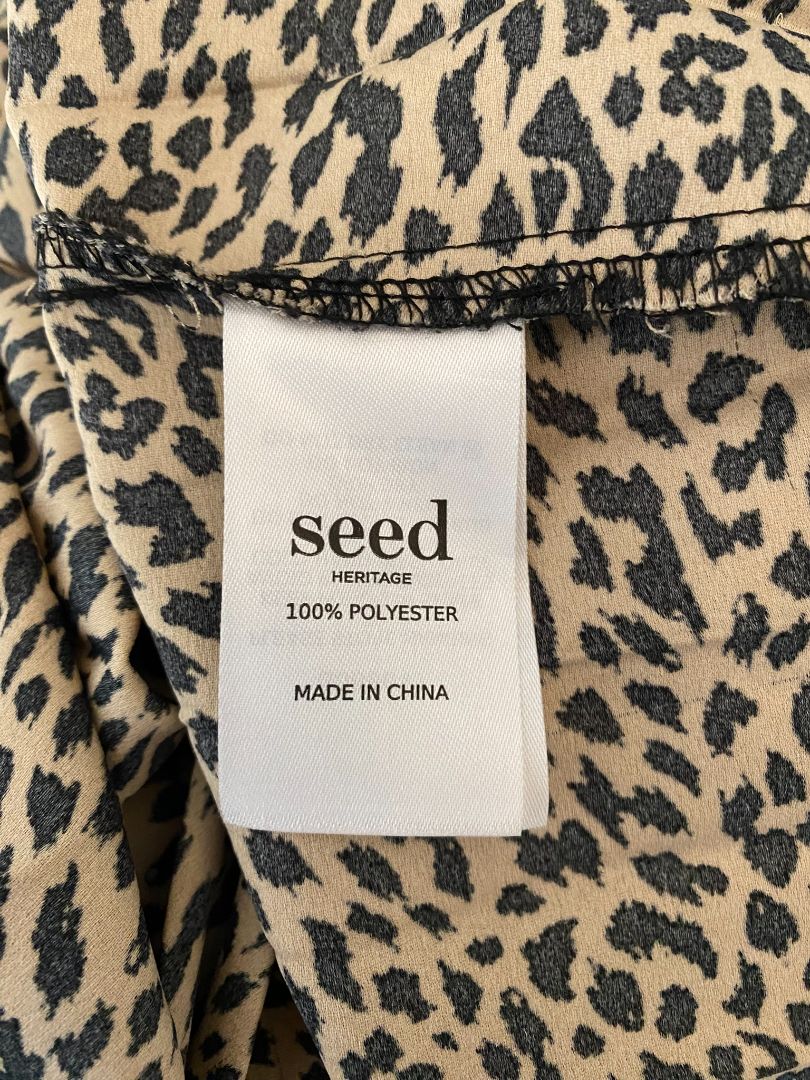 seed
HERITAGE
100% POLYESTER
MADE IN CHINA